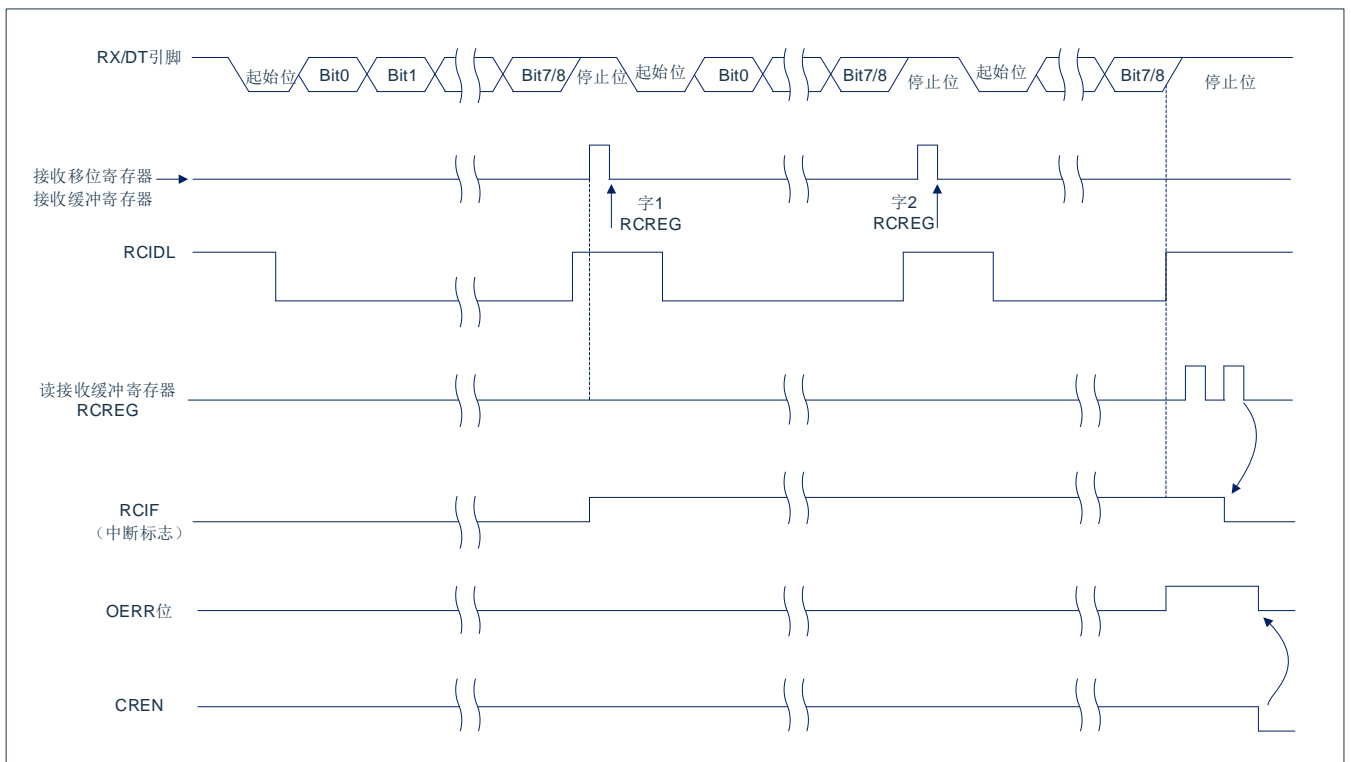 RX/DT引脚
起始位 Bit0 Bit1 Bit7/8 停止位 起始位 Bit0 Bit7/8 停止位 起始位 Bit7/8 停止位
接收移位寄存器
接收缓冲寄存器
字1
RCREG
字2
RCREG
RCIDL
读接收缓冲寄存器
RCREG
RCIF
（中断标志）
OERR位
CREN